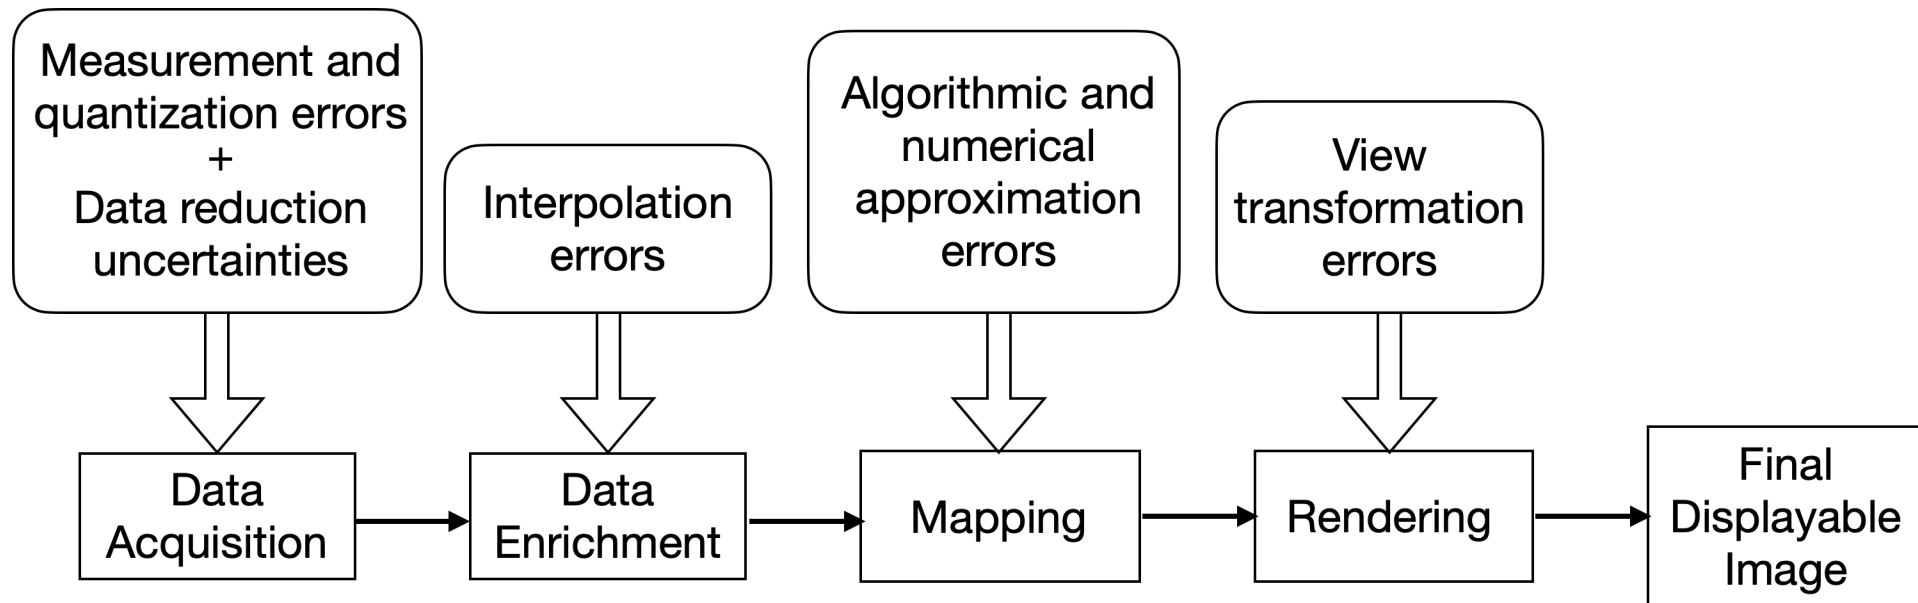 Measurement and
quantization errors
+
Data reduction
uncertainties
Interpolation
errors
Algorithmic and
numerical
approximation
errors
View
transformation
errors
Data
Acquisition
Data
Enrichment
Mapping
Rendering
Final
Displayable
Image